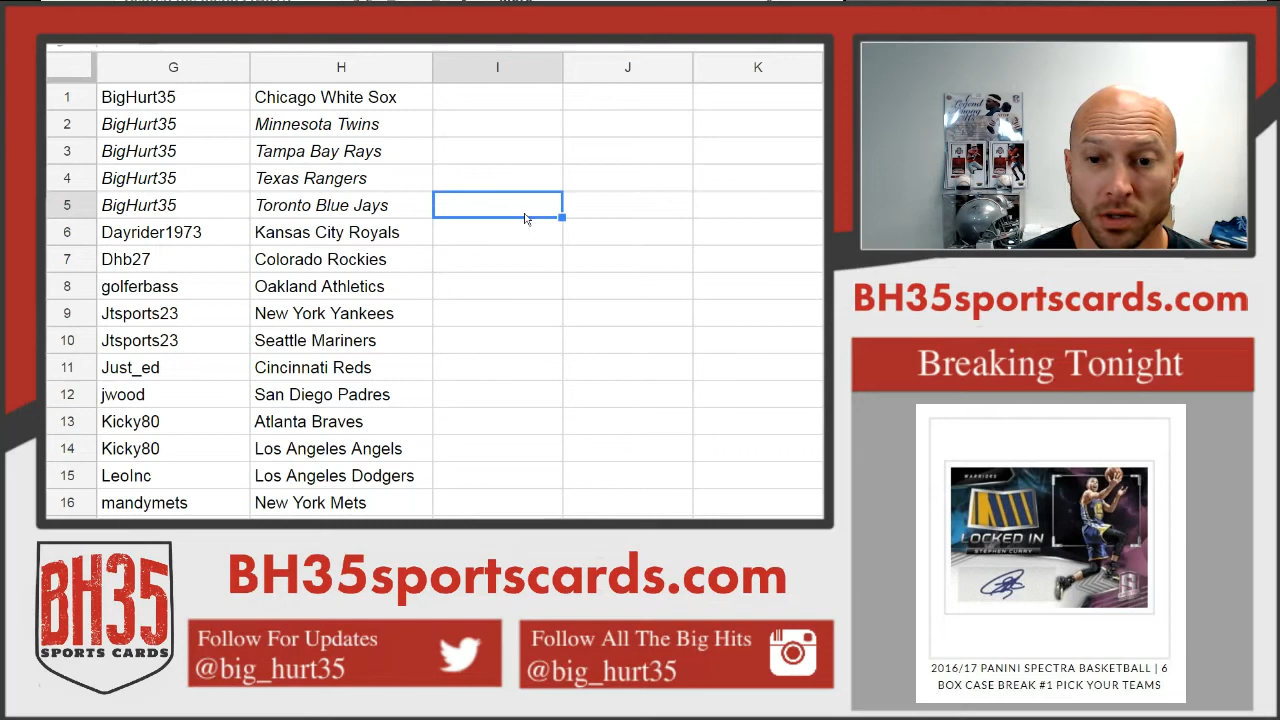 G H I J K
1 BigHurt35 Chicago White Sox
2 BigHurt35 Minnesota Twins
3 BigHurt35 Tampa Bay Rays
4 BigHurt35 Texas Rangers
5 BigHurt35 Toronto Blue Jays
6 Dayrider1973 Kansas City Royals
7 Dhb27 Colorado Rockies
8 golferbass Oakland Athletics
9 Jtsports23 New York Yankees
10 Jtsports23 Seattle Mariners
11 Just_ed Cincinnati Reds
12 jwood San Diego Padres
13 Kicky80 Atlanta Braves
14 Kicky80 Los Angeles Angels
15 LeoInc Los Angeles Dodgers
16 mandymets New York Mets
BH35sportscards.com
Breaking Tonight
WARRIORS
LOCKED IN
STEPHEN CURRY
2016/17 PANINI SPECTRA BASKETBALL | 6
BOX CASE BREAK #1 PICK YOUR TEAMS
BH35
SPORTS CARDS
BH35sportscards.com
Follow For Updates
@big_hurt35
Follow All The Big Hits
@big_hurt35